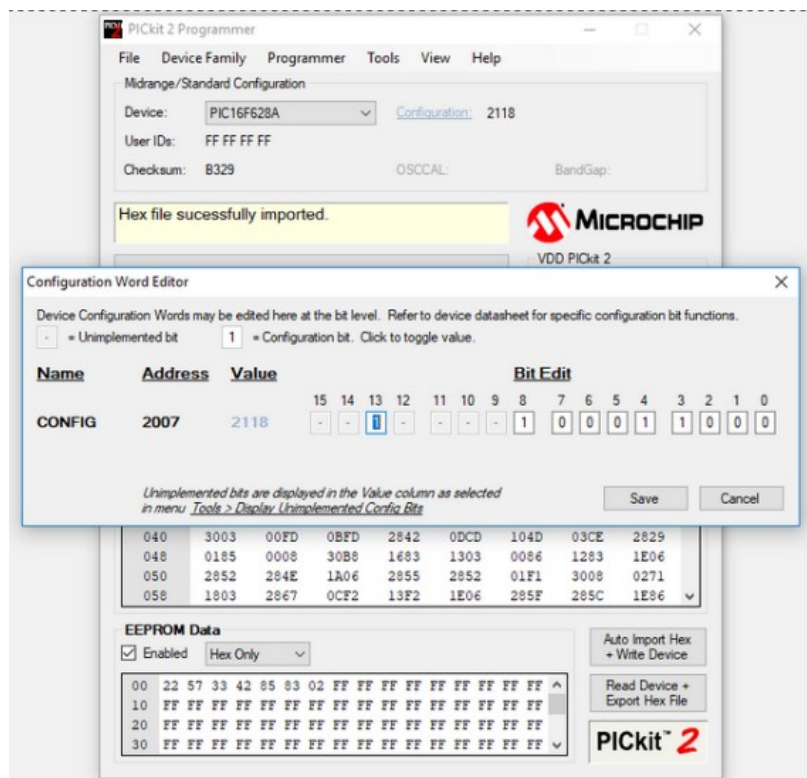 PICkit 2 Programmer
File Device Family Programmer Tools View Help
Midrange/Standard Configuration
Device: PIC16F628A Configuration: 2118
User IDs: FF FF FF FF
Checksum: B329 OSCCAL: BandGap:
Hex file sucessfully imported.
MICROCHIP
VDD PICkit 2
Configuration Word Editor
Device Configuration Words may be edited here at the bit level. Refer to device datasheet for specific configuration bit functions.
- = Unimplemented bit 1 = Configuration bit. Click to toggle value.
Name Address Value Bit Edit
15 14 13 12 11 10 9 8 7 6 5 4 3 2 1 0
CONFIG 2007 2118 - - 1 - - - - 1 0 0 0 1 1 0 0 0
Unimplemented bits are displayed in the Value column as selected
in menu Tools > Display Unimplemented Config Bits
Save Cancel
040 3003 00FD 0BFD 2842 0DCD 104D 03CE 2829
048 0185 0008 30B8 1683 1303 0086 1283 1E06
050 2852 284E 1A06 2855 2852 01F1 3008 0271
058 1803 2867 0CF2 13F2 1E06 285F 285C 1E86
EEPROM Data
Enabled Hex Only
Auto Import Hex
+ Write Device
00 22 57 33 42 85 83 02 FF FF FF FF FF FF FF FF FF
10 FF FF FF FF FF FF FF FF FF FF FF FF FF FF FF FF
20 FF FF FF FF FF FF FF FF FF FF FF FF FF FF FF FF
30 FF FF FF FF FF FF FF FF FF FF FF FF FF FF FF FF
Read Device +
Export Hex File
PICkit™ 2